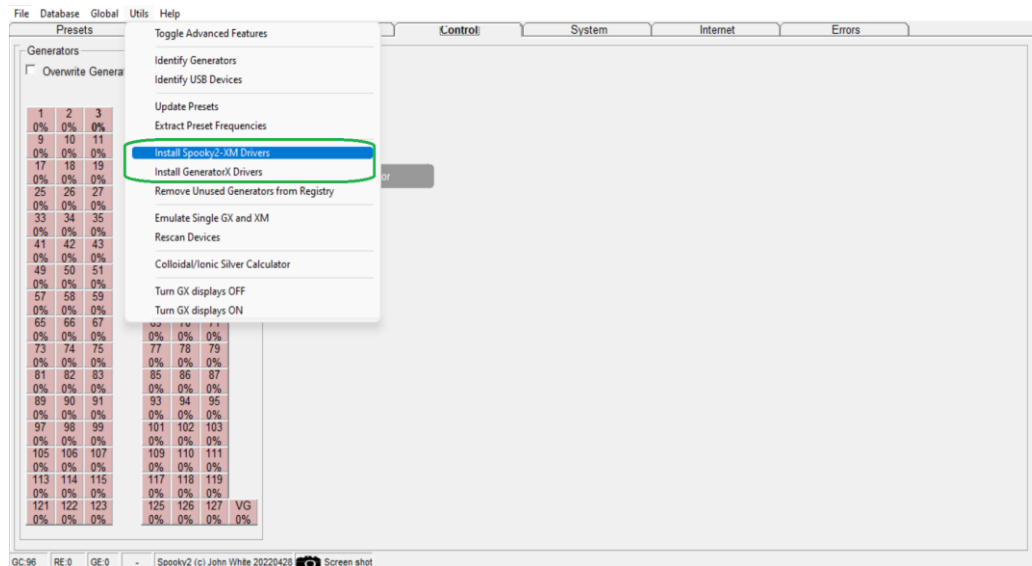 File Database Global Utils Help
Presets Control System Internet Errors
Toggle Advanced Features
Generators
Identify Generators
Overwrite
Identify USB Devices
Update Presets
Extract Preset Frequencies
Install Spooky2-XM Drivers
Install GeneratorX Drivers
Remove Unused Generators from Registry
Emulate Single GX and XM
Rescan Devices
Colloidal/Ionic Silver Calculator
Turn GX displays OFF
Turn GX displays ON
1 2 3
0% 0% 0%
9 10 11
0% 0% 0%
17 18 19
0% 0% 0%
25 26 27
0% 0% 0%
33 34 35
0% 0% 0%
41 42 43
0% 0% 0%
49 50 51
0% 0% 0%
57 58 59
0% 0% 0%
65 66 67 69 70 71
0% 0% 0% 0% 0% 0%
73 74 75 77 78 79
0% 0% 0% 0% 0% 0%
81 82 83 85 86 87
0% 0% 0% 0% 0% 0%
89 90 91 93 94 95
0% 0% 0% 0% 0% 0%
97 98 99 101 102 103
0% 0% 0% 0% 0% 0%
105 106 107 109 110 111
0% 0% 0% 0% 0% 0%
113 114 115 117 118 119
0% 0% 0% 0% 0% 0%
121 122 123 125 126 127 VG
0% 0% 0% 0% 0% 0% 0%
GC:96 RE:0 GE:0 - Spooky2 (c) John White 20220428 Screen shot